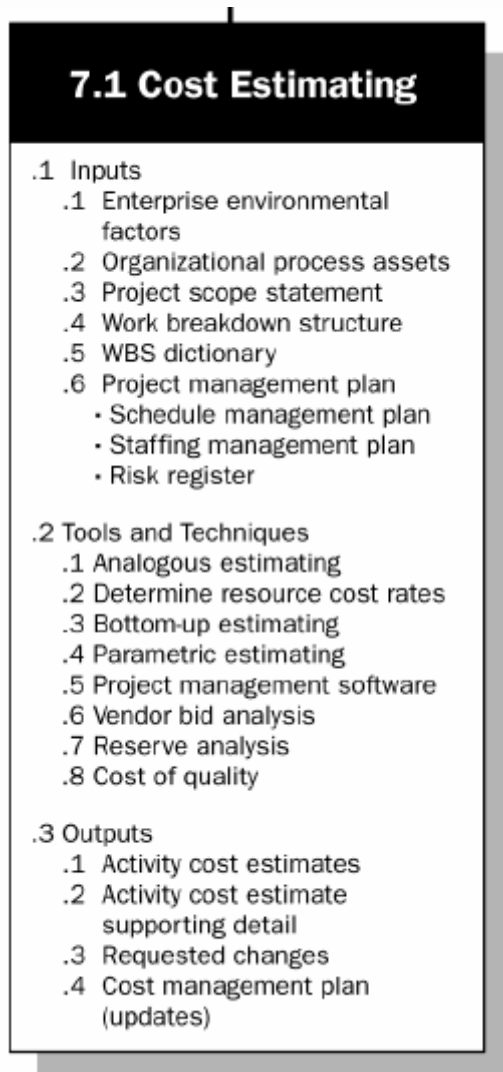 7.1 Cost Estimating
.1 Inputs
.1 Enterprise environmental
factors
.2 Organizational process assets
.3 Project scope statement
.4 Work breakdown structure
.5 WBS dictionary
.6 Project management plan
• Schedule management plan
• Staffing management plan
• Risk register
.2 Tools and Techniques
.1 Analogous estimating
.2 Determine resource cost rates
.3 Bottom-up estimating
.4 Parametric estimating
.5 Project management software
.6 Vendor bid analysis
.7 Reserve analysis
.8 Cost of quality
.3 Outputs
.1 Activity cost estimates
.2 Activity cost estimate
supporting detail
.3 Requested changes
.4 Cost management plan
(updates)